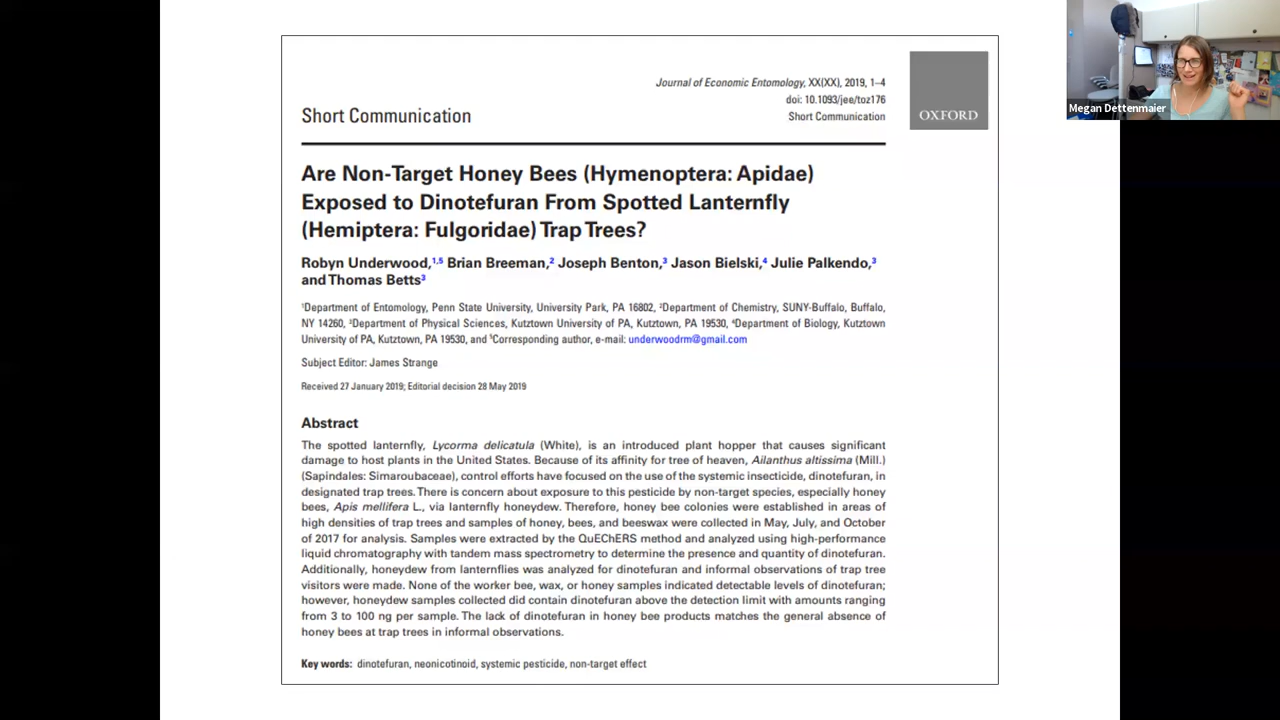 Journal of Economic Entomology, XX(XX), 2019, 1–4
doi: 10.1093/jee/toz176
Short Communication
OXFORD
Short Communication
Megan Dettenmaier
Are Non-Target Honey Bees (Hymenoptera: Apidae)
Exposed to Dinotefuran From Spotted Lanternfly
(Hemiptera: Fulgoridae) Trap Trees?
Robyn Underwood,1,5 Brian Breeman,2 Joseph Benton,3 Jason Bielski,4 Julie Palkendo,3
and Thomas Betts3
1Department of Entomology, Penn State University, University Park, PA 16802, 2Department of Chemistry, SUNY-Buffalo, Buffalo,
NY 14260, 3Department of Physical Sciences, Kutztown University of PA, Kutztown, PA 19530, 4Department of Biology, Kutztown
University of PA, Kutztown, PA 19530, and 5Corresponding author, e-mail: underwoodrm@gmail.com
Subject Editor: James Strange
Received 27 January 2019; Editorial decision 28 May 2019
Abstract
The spotted lanternfly, Lycorma delicatula (White), is an introduced plant hopper that causes significant
damage to host plants in the United States. Because of its affinity for tree of heaven, Ailanthus altissima (Mill.)
(Sapindales: Simaroubaceae), control efforts have focused on the use of the systemic insecticide, dinotefuran, in
designated trap trees. There is concern about exposure to this pesticide by non-target species, especially honey
bees, Apis mellifera L., via lanternfly honeydew. Therefore, honey bee colonies were established in areas of
high densities of trap trees and samples of honey, bees, and beeswax were collected in May, July, and October
of 2017 for analysis. Samples were extracted by the QuEChERS method and analyzed using high-performance
liquid chromatography with tandem mass spectrometry to determine the presence and quantity of dinotefuran.
Additionally, honeydew from lanternflies was analyzed for dinotefuran and informal observations of trap tree
visitors were made. None of the worker bee, wax, or honey samples indicated detectable levels of dinotefuran;
however, honeydew samples collected did contain dinotefuran above the detection limit with amounts ranging
from 3 to 100 ng per sample. The lack of dinotefuran in honey bee products matches the general absence of
honey bees at trap trees in informal observations.
Key words: dinotefuran, neonicotinoid, systemic pesticide, non-target effect